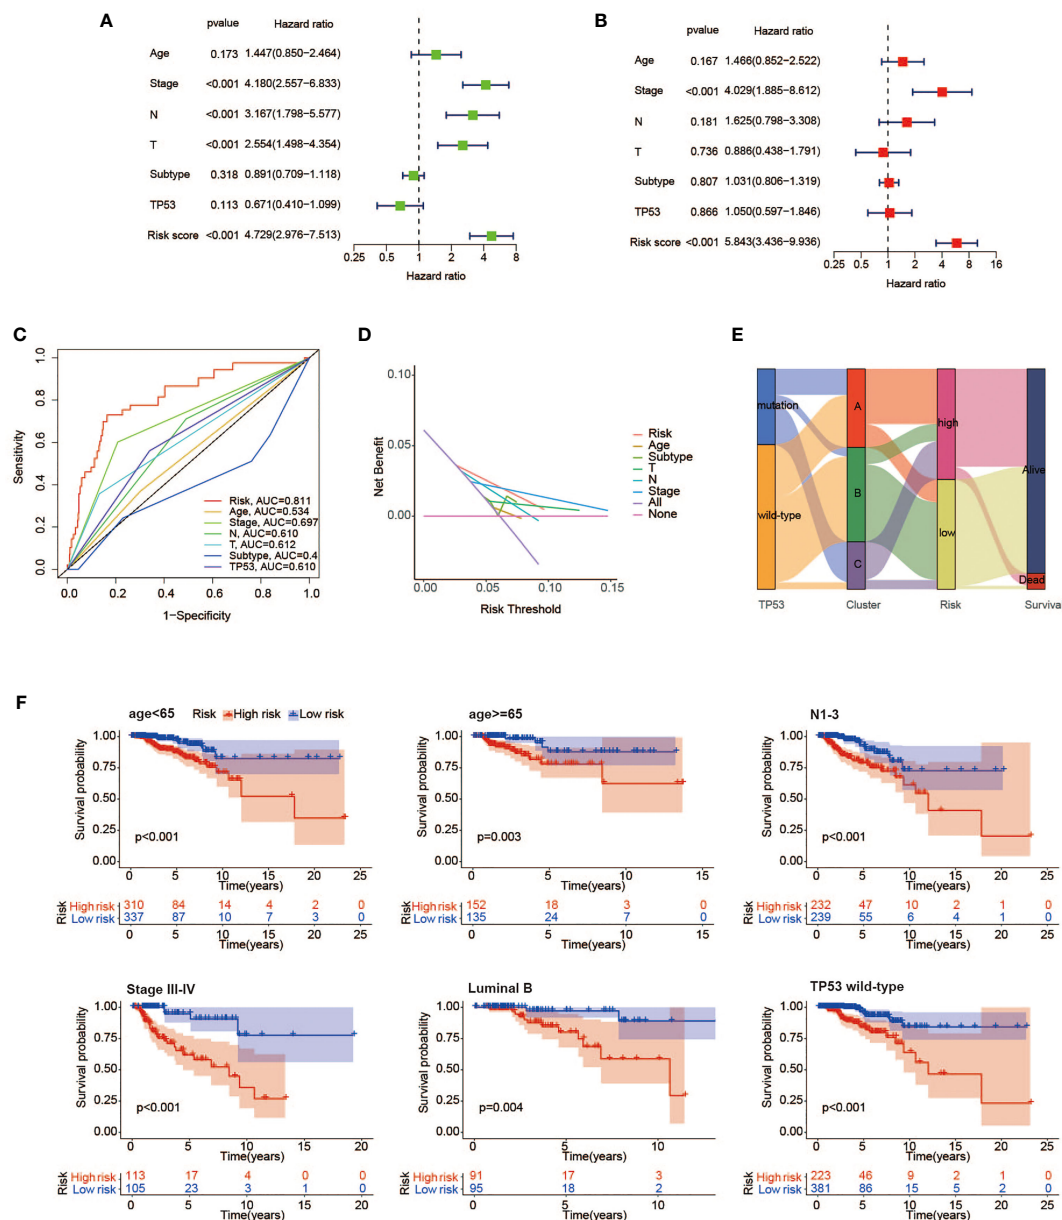 A
pvalue Hazard ratio
Age 0.173 1.447(0.850−2.464)
Stage <0.001 4.180(2.557−6.833)
N <0.001 3.167(1.798−5.577)
T <0.001 2.554(1.498−4.354)
Subtype 0.318 0.891(0.709−1.118)
TP53 0.113 0.671(0.410−1.099)
Risk score <0.001 4.729(2.976−7.513)
0.25 0.5 1 2 4 8
Hazard ratio
B
pvalue Hazard ratio
Age 0.167 1.466(0.852−2.522)
Stage <0.001 4.029(1.885−8.612)
N 0.181 1.625(0.798−3.308)
T 0.736 0.886(0.438−1.791)
Subtype 0.807 1.031(0.806−1.319)
TP53 0.866 1.050(0.597−1.846)
Risk score <0.001 5.843(3.436−9.936)
0.25 0.5 1 2 4 8 16
Hazard ratio
C
Sensitivity
1.0
0.8
0.6
0.4
0.2
0.0
Risk, AUC=0.811
Age, AUC=0.534
Stage, AUC=0.697
N, AUC=0.610
T, AUC=0.612
Subtype, AUC=0.4
TP53, AUC=0.610
0.0 0.2 0.4 0.6 0.8 1.0
1−Specificity
D
Net Benefit
0.10
0.05
0.00
0.00 0.05 0.10 0.15
Risk Threshold
Risk
Age
Subtype
T
N
Stage
All
None
E
mutation
wild-type
A
B
C
high
low
Alive
Dead
TP53 Cluster Risk Surviva
F
age<65 Risk High risk Low risk
Survival probability
1.00
0.75
0.50
0.25
0.00
p<0.001
0 5 10 15 20 25
Time(years)
Risk
High risk 310 84 14 4 2 0
Low risk 337 87 10 7 3 0
0 5 10 15 20 25
Time(years)
age>=65
Survival probability
1.00
0.75
0.50
0.25
0.00
p=0.003
0 5 10 15
Time(years)
Risk
High risk 152 18 3 0
Low risk 135 24 7 0
0 5 10 15
Time(years)
N1-3
Survival probability
1.00
0.75
0.50
0.25
0.00
p<0.001
0 5 10 15 20 25
Time(years)
Risk
High risk 232 47 10 2 1 0
Low risk 239 55 6 4 1 0
0 5 10 15 20 25
Time(years)
Stage III-IV
Survival probability
1.00
0.75
0.50
0.25
0.00
p<0.001
0 5 10 15 20
Time(years)
Risk
High risk 113 17 4 0 0
Low risk 105 23 3 1 0
0 5 10 15 20
Time(years)
Luminal B
Survival probability
1.00
0.75
0.50
0.25
0.00
p=0.004
0 5 10
Time(years)
Risk
High risk 91 17 3
Low risk 95 18 2
0 5 10
Time(years)
TP53 wild-type
Survival probability
1.00
0.75
0.50
0.25
0.00
p<0.001
0 5 10 15 20 25
Time(years)
Risk
High risk 223 46 9 2 1 0
Low risk 381 86 15 5 2 0
0 5 10 15 20 25
Time(years)